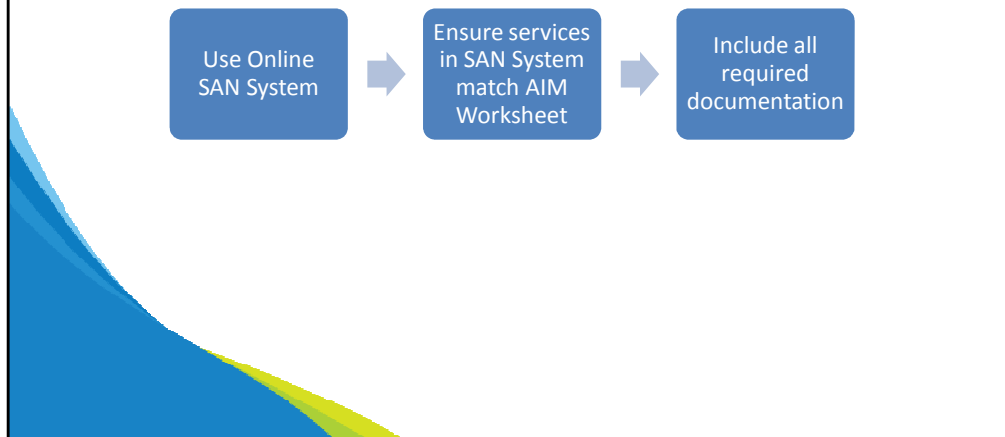 Use Online
SAN System
Ensure services
in SAN System
match AIM
Worksheet
Include all
required
documentation